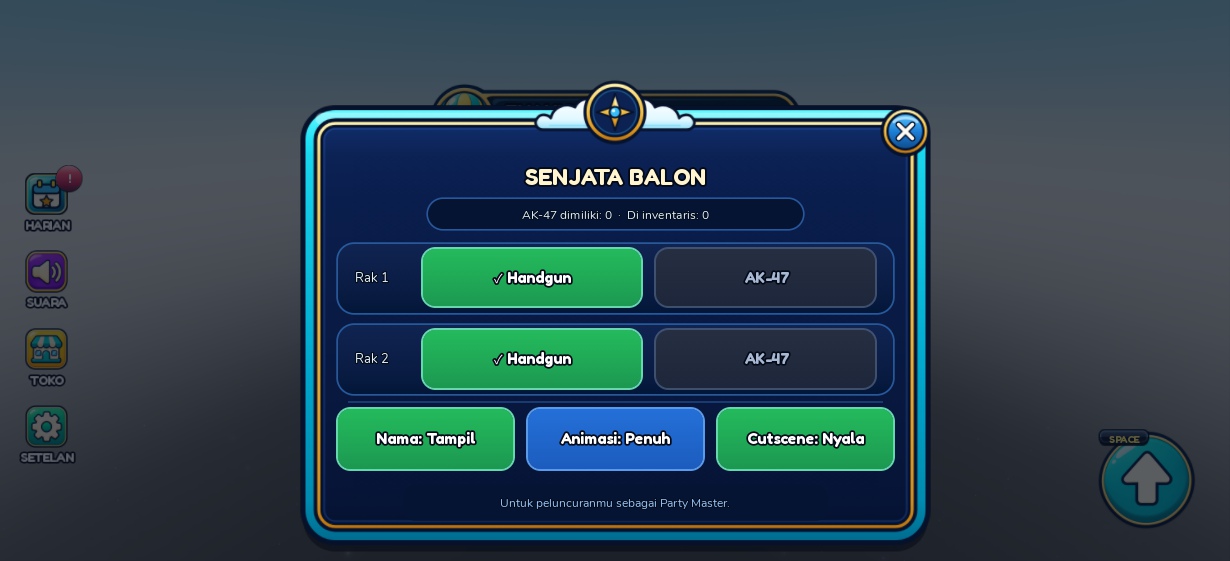 SENJATA BALON
AK-47 dimiliki: 0 · Di inventaris: 0
Rak 1
✓ Handgun
AK-47
Rak 2
✓ Handgun
AK-47
Nama: Tampil
Animasi: Penuh
Cutscene: Nyala
Untuk peluncuranmu sebagai Party Master.
!
HARIAN
SUARA
TOKO
SETELAN
SPACE